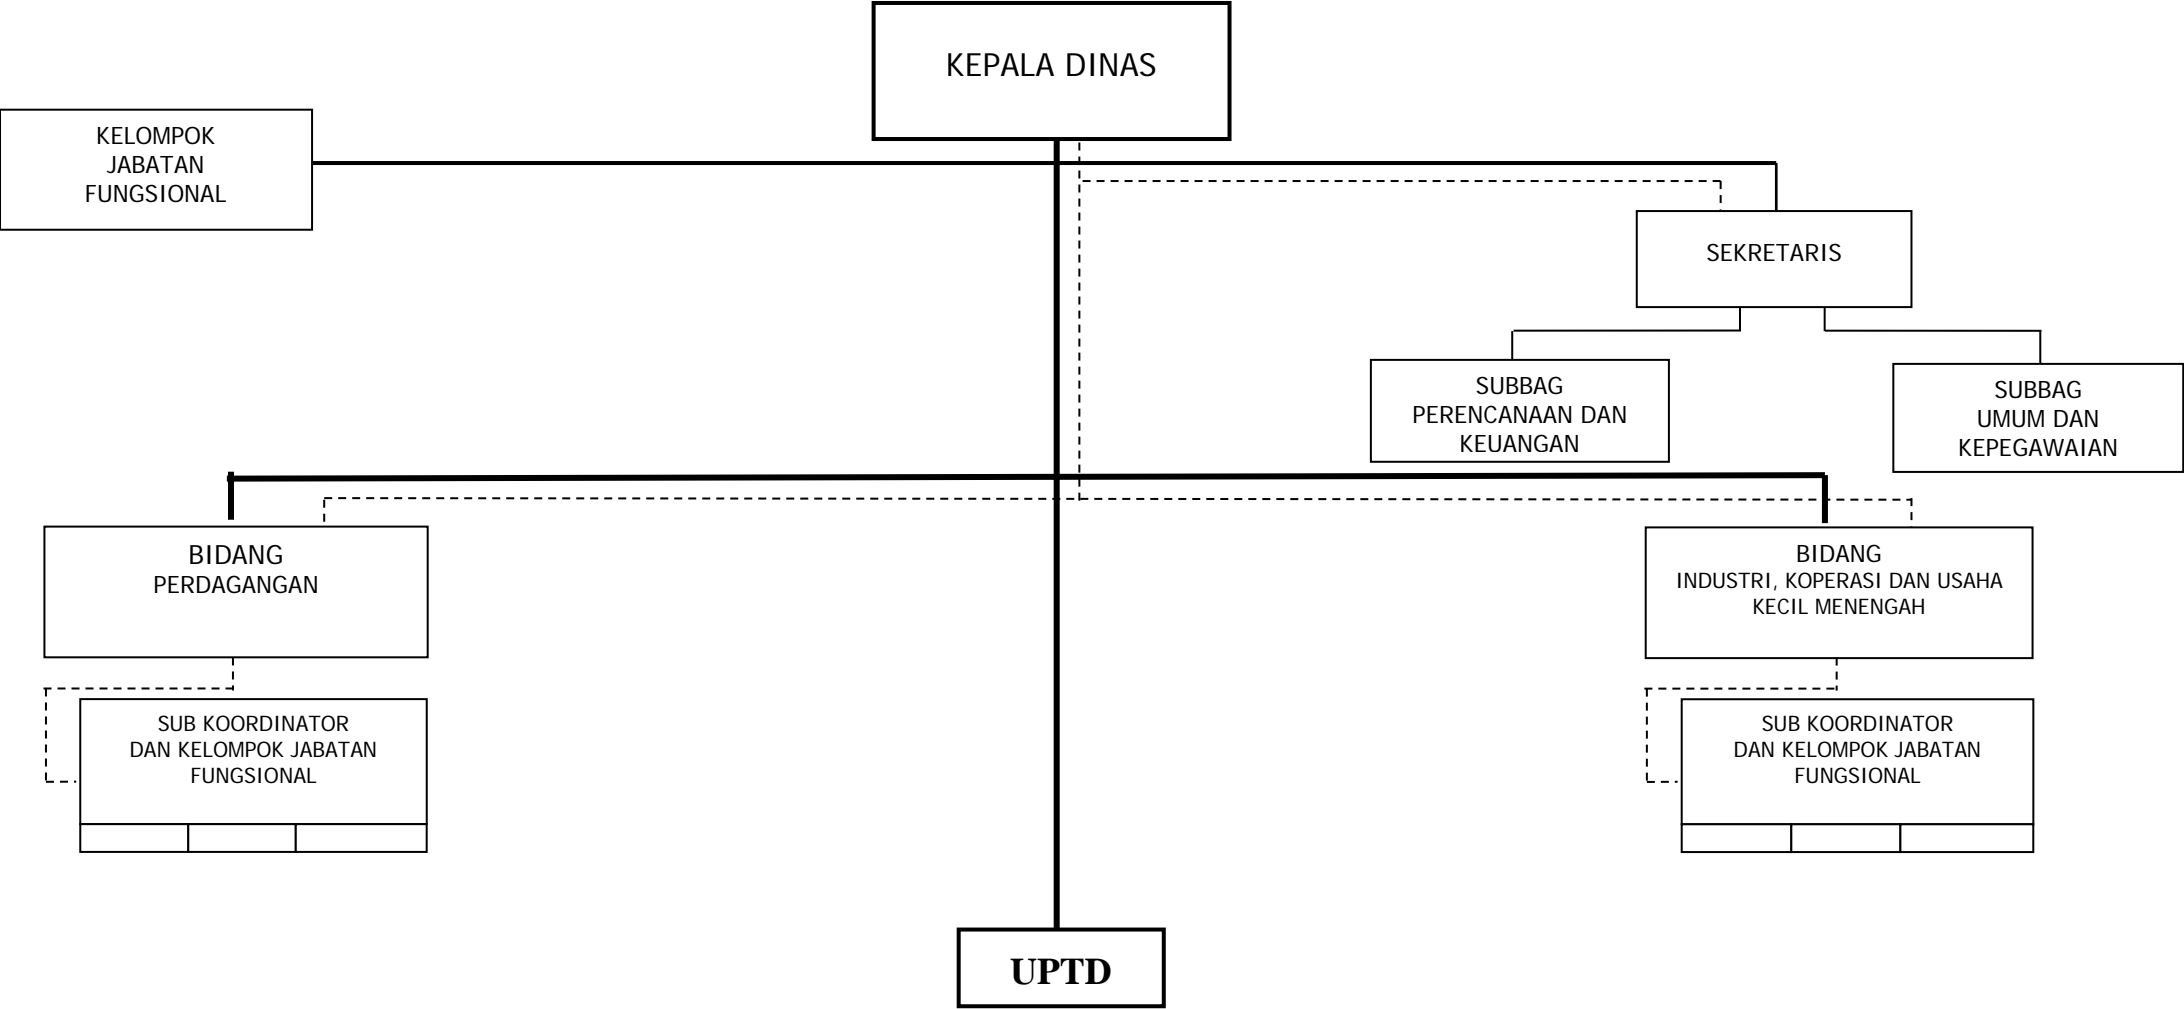 KEPALA DINAS
KELOMPOK
JABATAN
FUNGSIONAL
SEKRETARIS
SUBBAG
PERENCANAAN DAN
KEUANGAN
SUBBAG
UMUM DAN
KEPEGAWAIAN
BIDANG
PERDAGANGAN
BIDANG
INDUSTRI, KOPERASI DAN USAHA
KECIL MENENGAH
SUB KOORDINATOR
DAN KELOMPOK JABATAN
FUNGSIONAL
SUB KOORDINATOR
DAN KELOMPOK JABATAN
FUNGSIONAL
UPTD